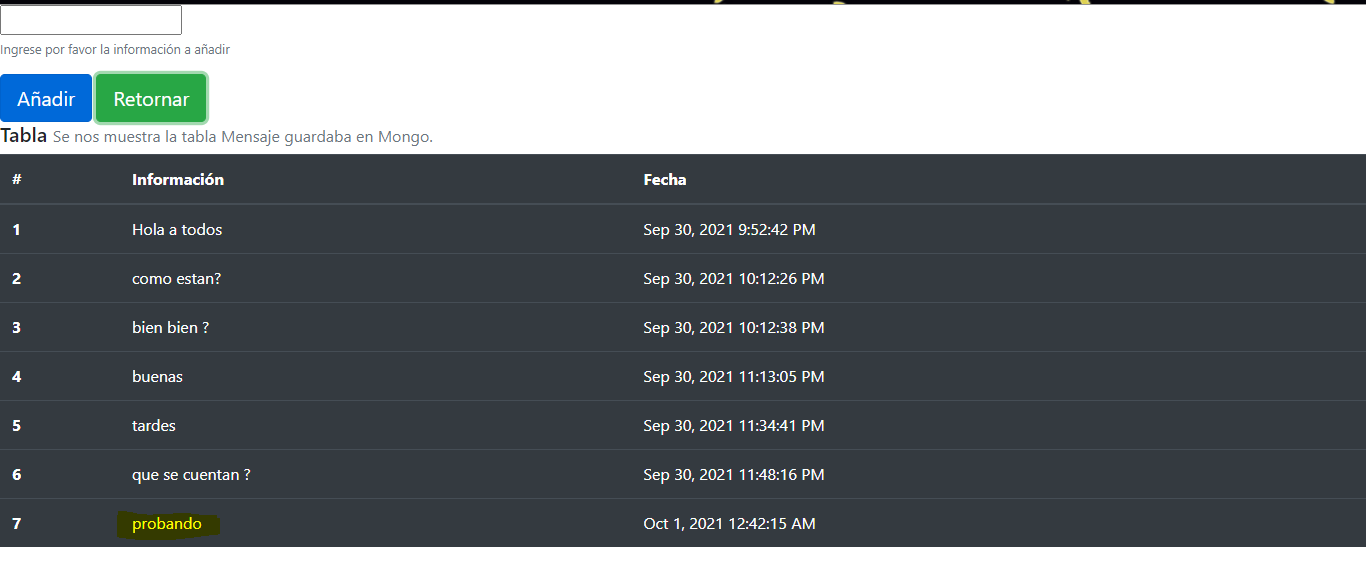 Ingrese por favor la información a añadir
Añadir Retornar
Tabla Se nos muestra la tabla Mensaje guardaba en Mongo.
# Información Fecha
1 Hola a todos Sep 30, 2021 9:52:42 PM
2 como estan? Sep 30, 2021 10:12:26 PM
3 bien bien ? Sep 30, 2021 10:12:38 PM
4 buenas Sep 30, 2021 11:13:05 PM
5 tardes Sep 30, 2021 11:34:41 PM
6 que se cuentan ? Sep 30, 2021 11:48:16 PM
7 probando Oct 1, 2021 12:42:15 AM